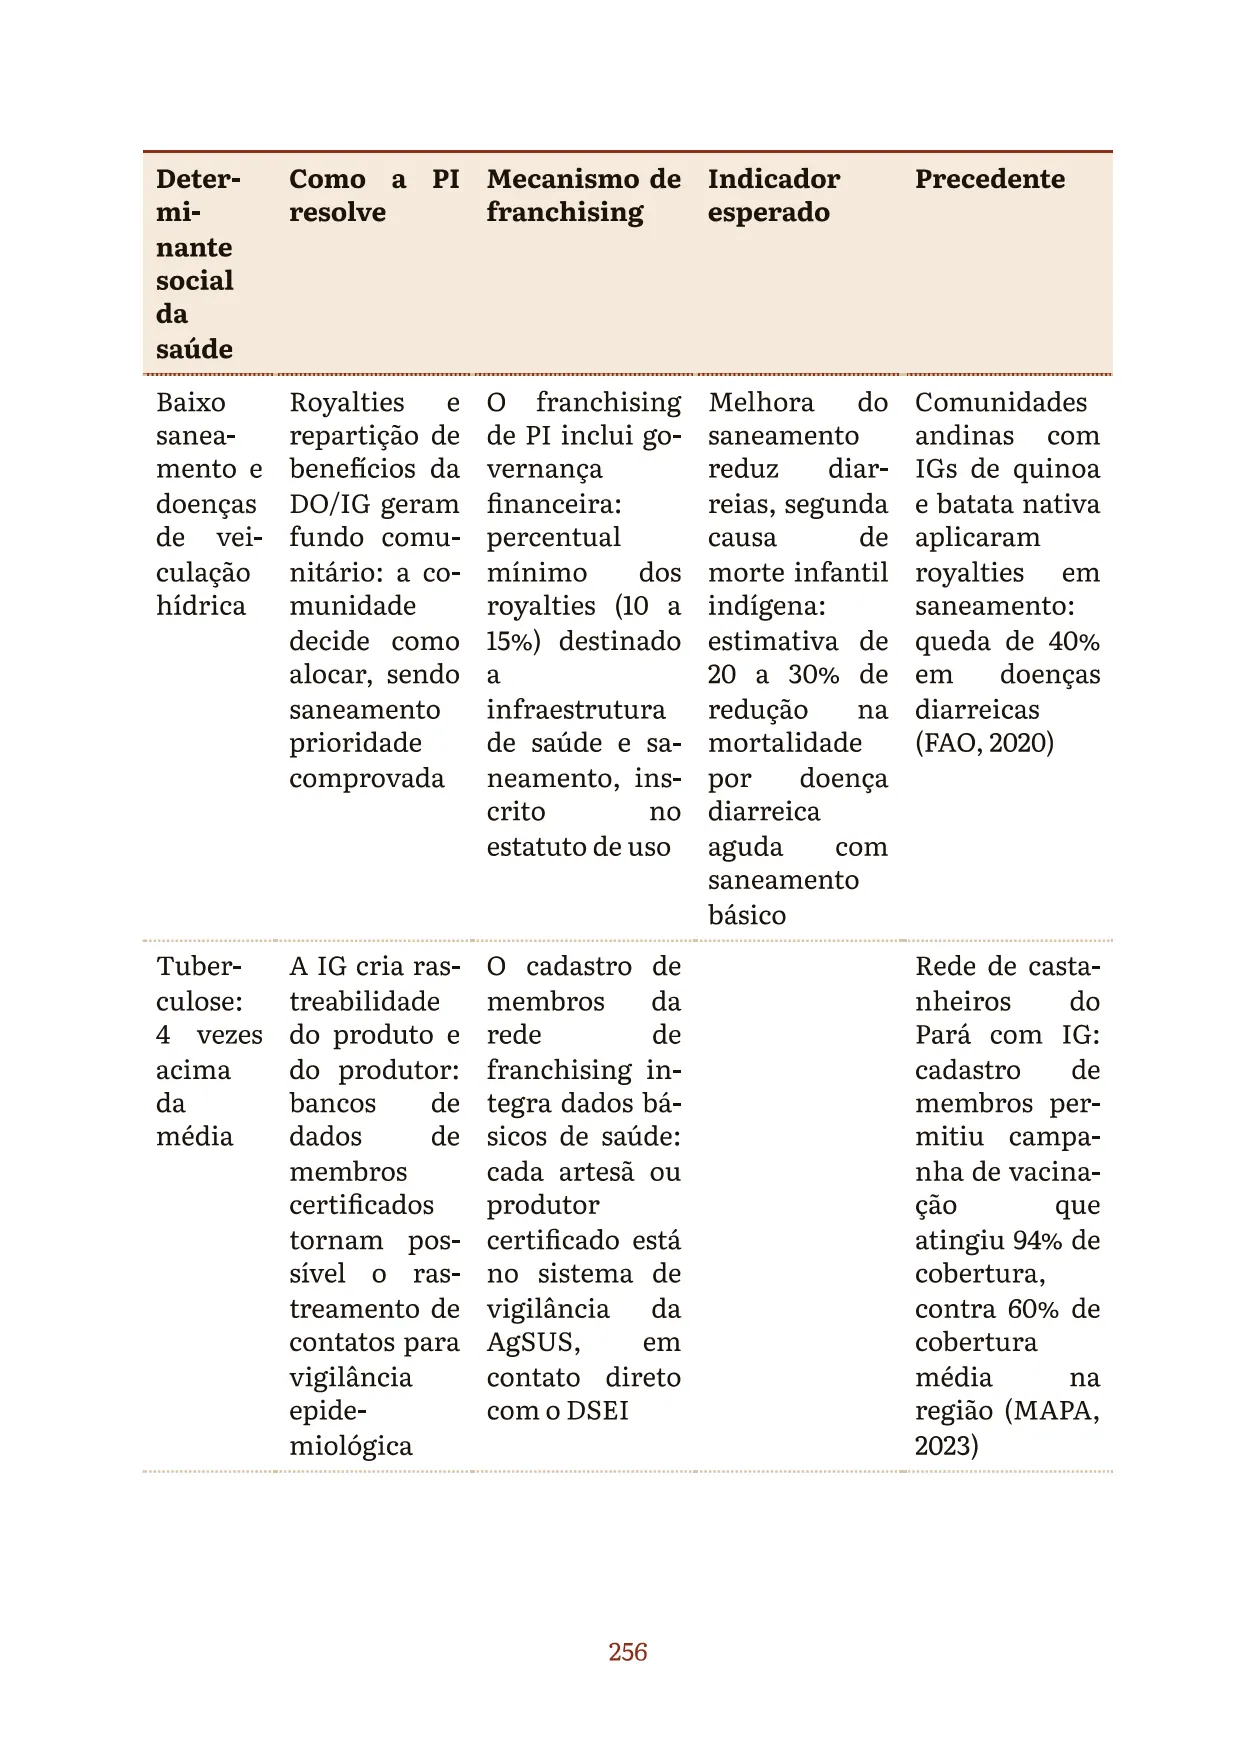 Deter-
mi-
nante
social
da
saúde
Como a PI
resolve
Mecanismo de
franchising
Indicador
esperado
Precedente
Baixo
sanea-
mento e
doenças
de vei-
culação
hídrica
Royalties e
repartição de
benefícios da
DO/IG geram
fundo comu-
nitário: a co-
munidade
decide como
alocar, sendo
saneamento
prioridade
comprovada
O franchising
de PI inclui go-
vernança
financeira:
percentual
mínimo dos
royalties (10 a
15%) destinado
a
infraestrutura
de saúde e sa-
neamento, ins-
crito no
estatuto de uso
Melhora do
saneamento
reduz diar-
reias, segunda
causa de
morte infantil
indígena:
estimativa de
20 a 30% de
redução na
mortalidade
por doença
diarreica
aguda com
saneamento
básico
Comunidades
andinas com
IGs de quinoa
e batata nativa
aplicaram
royalties em
saneamento:
queda de 40%
em doenças
diarreicas
(FAO, 2020)
Tuber-
culose:
4 vezes
acima
da
média
A IG cria ras-
treabilidade
do produto e
do produtor:
bancos de
dados de
membros
certificados
tornam pos-
sível o ras-
treamento de
contatos para
vigilância
epide-
miológica
O cadastro de
membros da
rede de
franchising in-
tegra dados bá-
sicos de saúde:
cada artesã ou
produtor
certificado está
no sistema de
vigilância da
AgSUS, em
contato direto
com o DSEI
Rede de casta-
nheiros do
Pará com IG:
cadastro de
membros per-
mitiu campa-
nha de vacina-
ção que
atingiu 94% de
cobertura,
contra 60% de
cobertura
média na
região (MAPA,
2023)
256